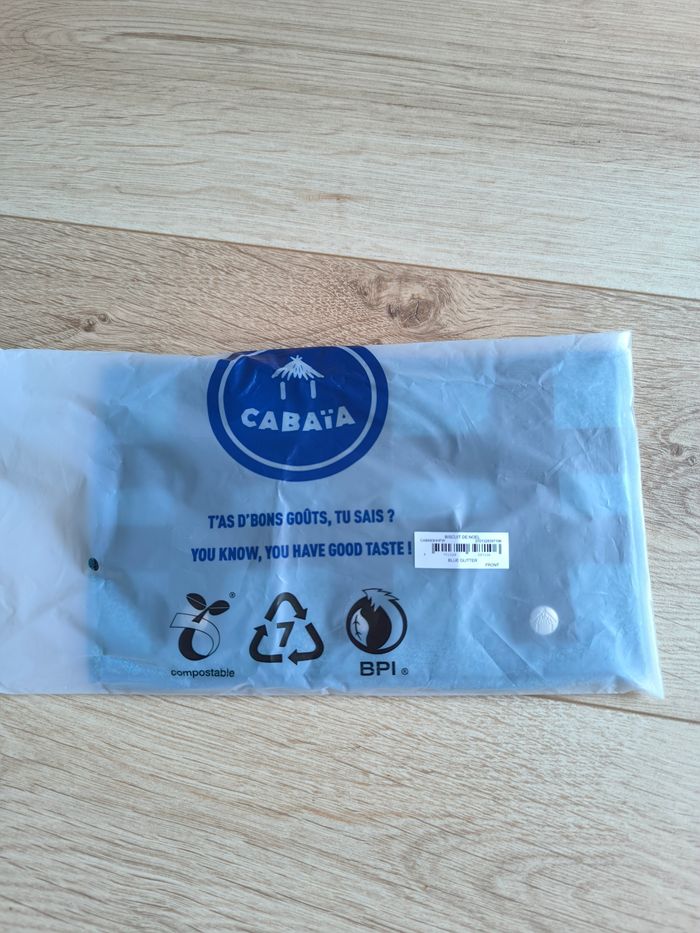 CABAïA
T'AS D'BONS GOÛTS, TU SAIS ?
YOU KNOW, YOU HAVE GOOD TASTE !
BISCUIT DE NOËL
BLUE GLITTER
FRONT
®
compostable
7
BPI ®